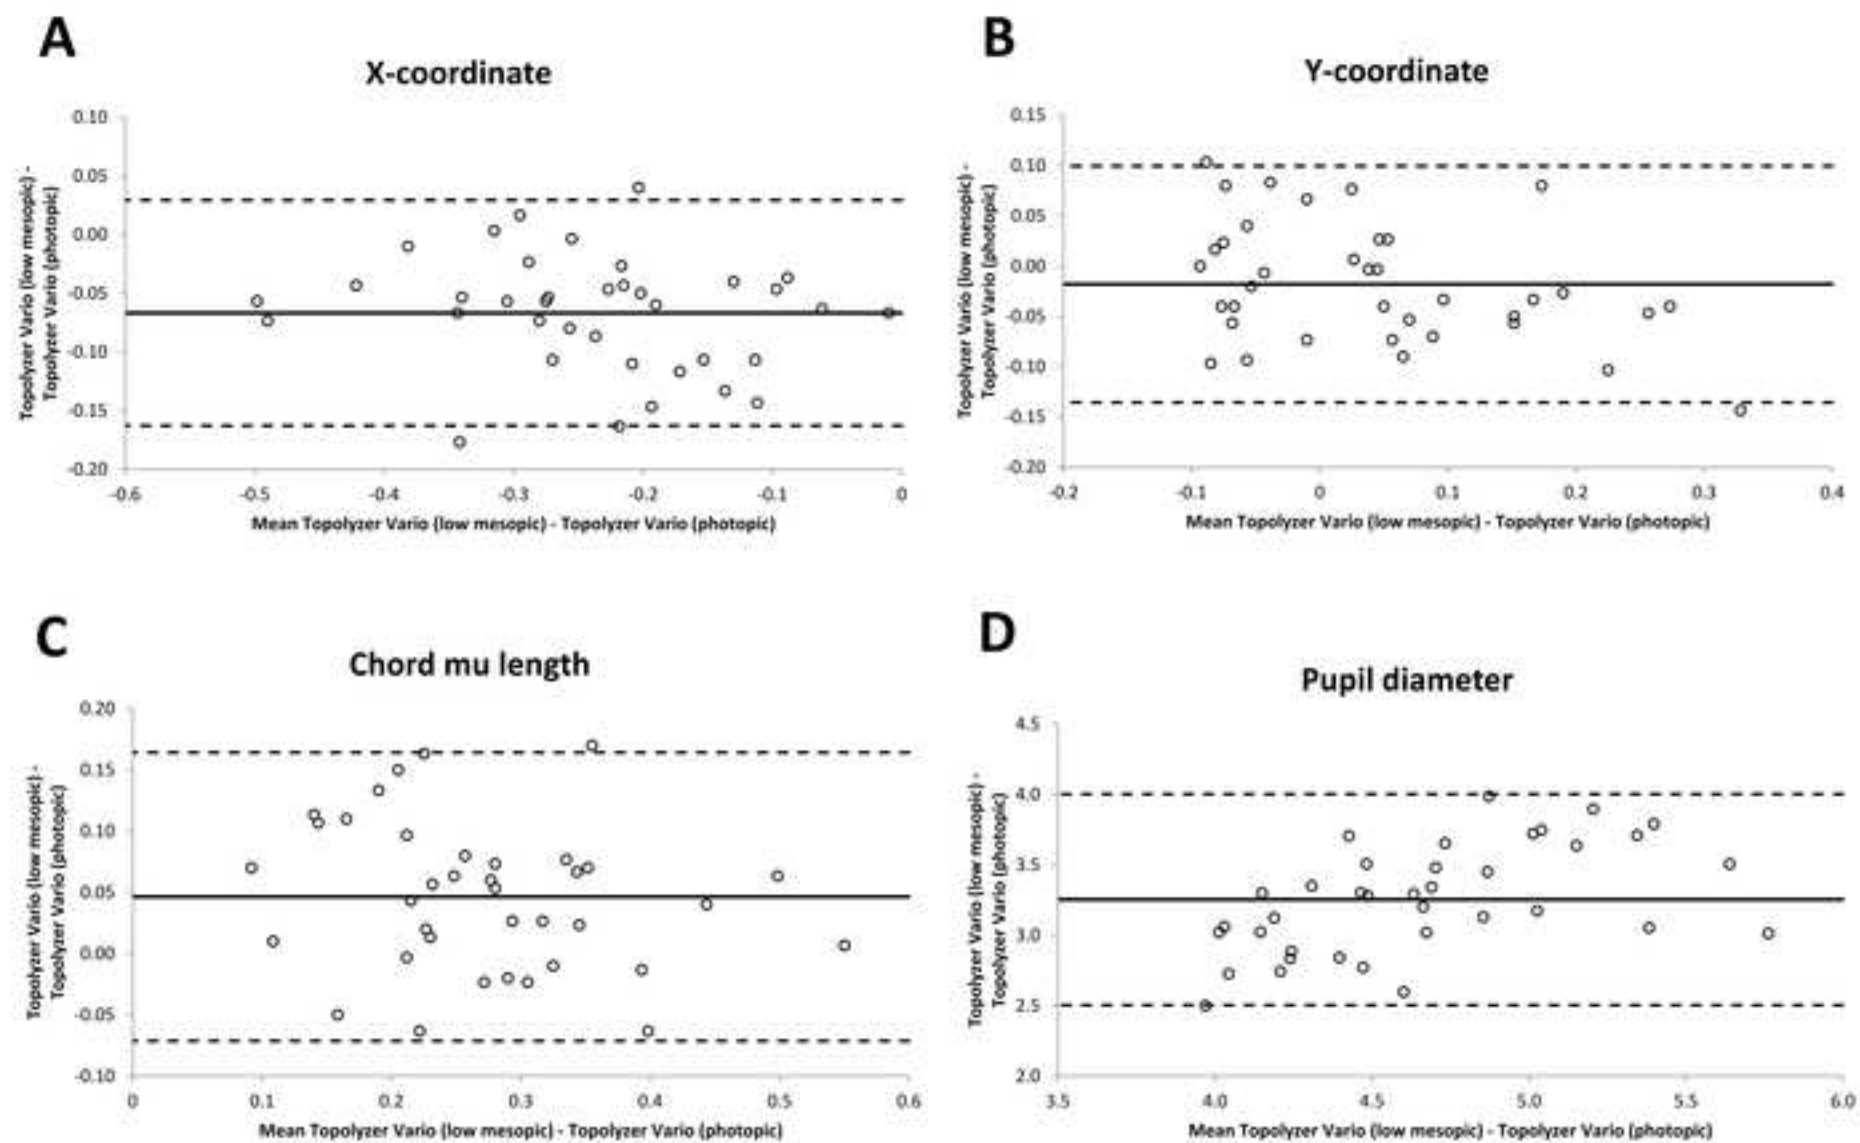 A
X-coordinate
0.10
0.05
0.00
-0.05
-0.10
-0.15
-0.20
Topolyzer Vario (low mesopic) -
Topolyzer Vario (photopic)
-0.6 -0.5 -0.4 -0.3 -0.2 -0.1 0
Mean Topolyzer Vario (low mesopic) - Topolyzer Vario (photopic)
B
Y-coordinate
0.15
0.10
0.05
0.00
-0.05
-0.10
-0.15
-0.20
Topolyzer Vario (low mesopic) -
Topolyzer Vario (photopic)
-0.2 -0.1 0 0.1 0.2 0.3 0.4
Mean Topolyzer Vario (low mesopic) - Topolyzer Vario (photopic)
C
Chord mu length
0.20
0.15
0.10
0.05
0.00
-0.05
-0.10
Topolyzer Vario (low mesopic) -
Topolyzer Vario (photopic)
0 0.1 0.2 0.3 0.4 0.5 0.6
Mean Topolyzer Vario (low mesopic) - Topolyzer Vario (photopic)
D
Pupil diameter
4.5
4.0
3.5
3.0
2.5
2.0
Topolyzer Vario (low mesopic) -
Topolyzer Vario (photopic)
3.5 4.0 4.5 5.0 5.5 6.0
Mean Topolyzer Vario (low mesopic) - Topolyzer Vario (photopic)